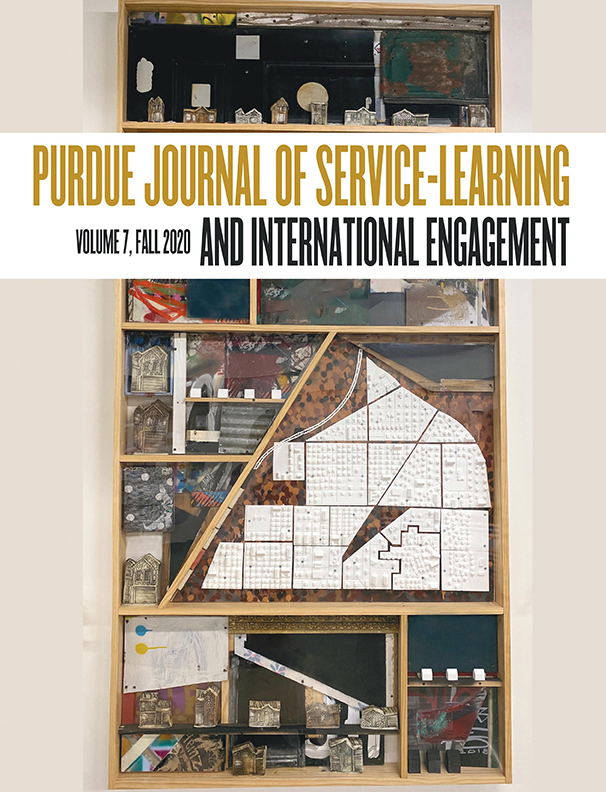 PURDUE JOURNAL OF SERVICE-LEARNING
VOLUME 7, FALL 2020 AND INTERNATIONAL ENGAGEMENT